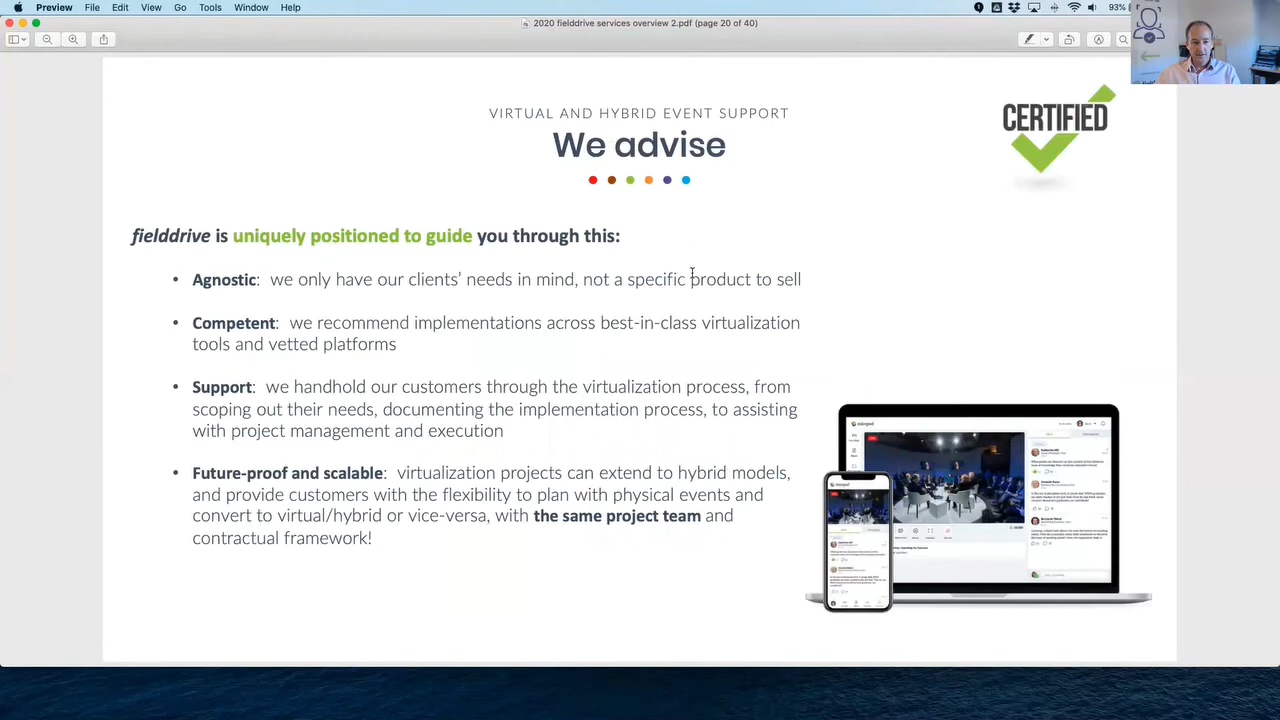 Preview File Edit View Go Tools Window Help
93%
2020 fielddrive services overview 2.pdf (page 20 of 40)
VIRTUAL AND HYBRID EVENT SUPPORT
We advise
CERTIFIED
fielddrive is uniquely positioned to guide you through this:
• Agnostic: we only have our clients’ needs in mind, not a specific product to sell
• Competent: we recommend implementations across best-in-class virtualization
tools and vetted platforms
• Support: we handhold our customers through the virtualization process, from
scoping out their needs, documenting the implementation process, to assisting
with project management and execution
• Future-proof and virtualization projects can extend to hybrid models
and provide customers with the flexibility to plan with physical events and
convert to virtual event or vice versa, with the same project team and
contractual